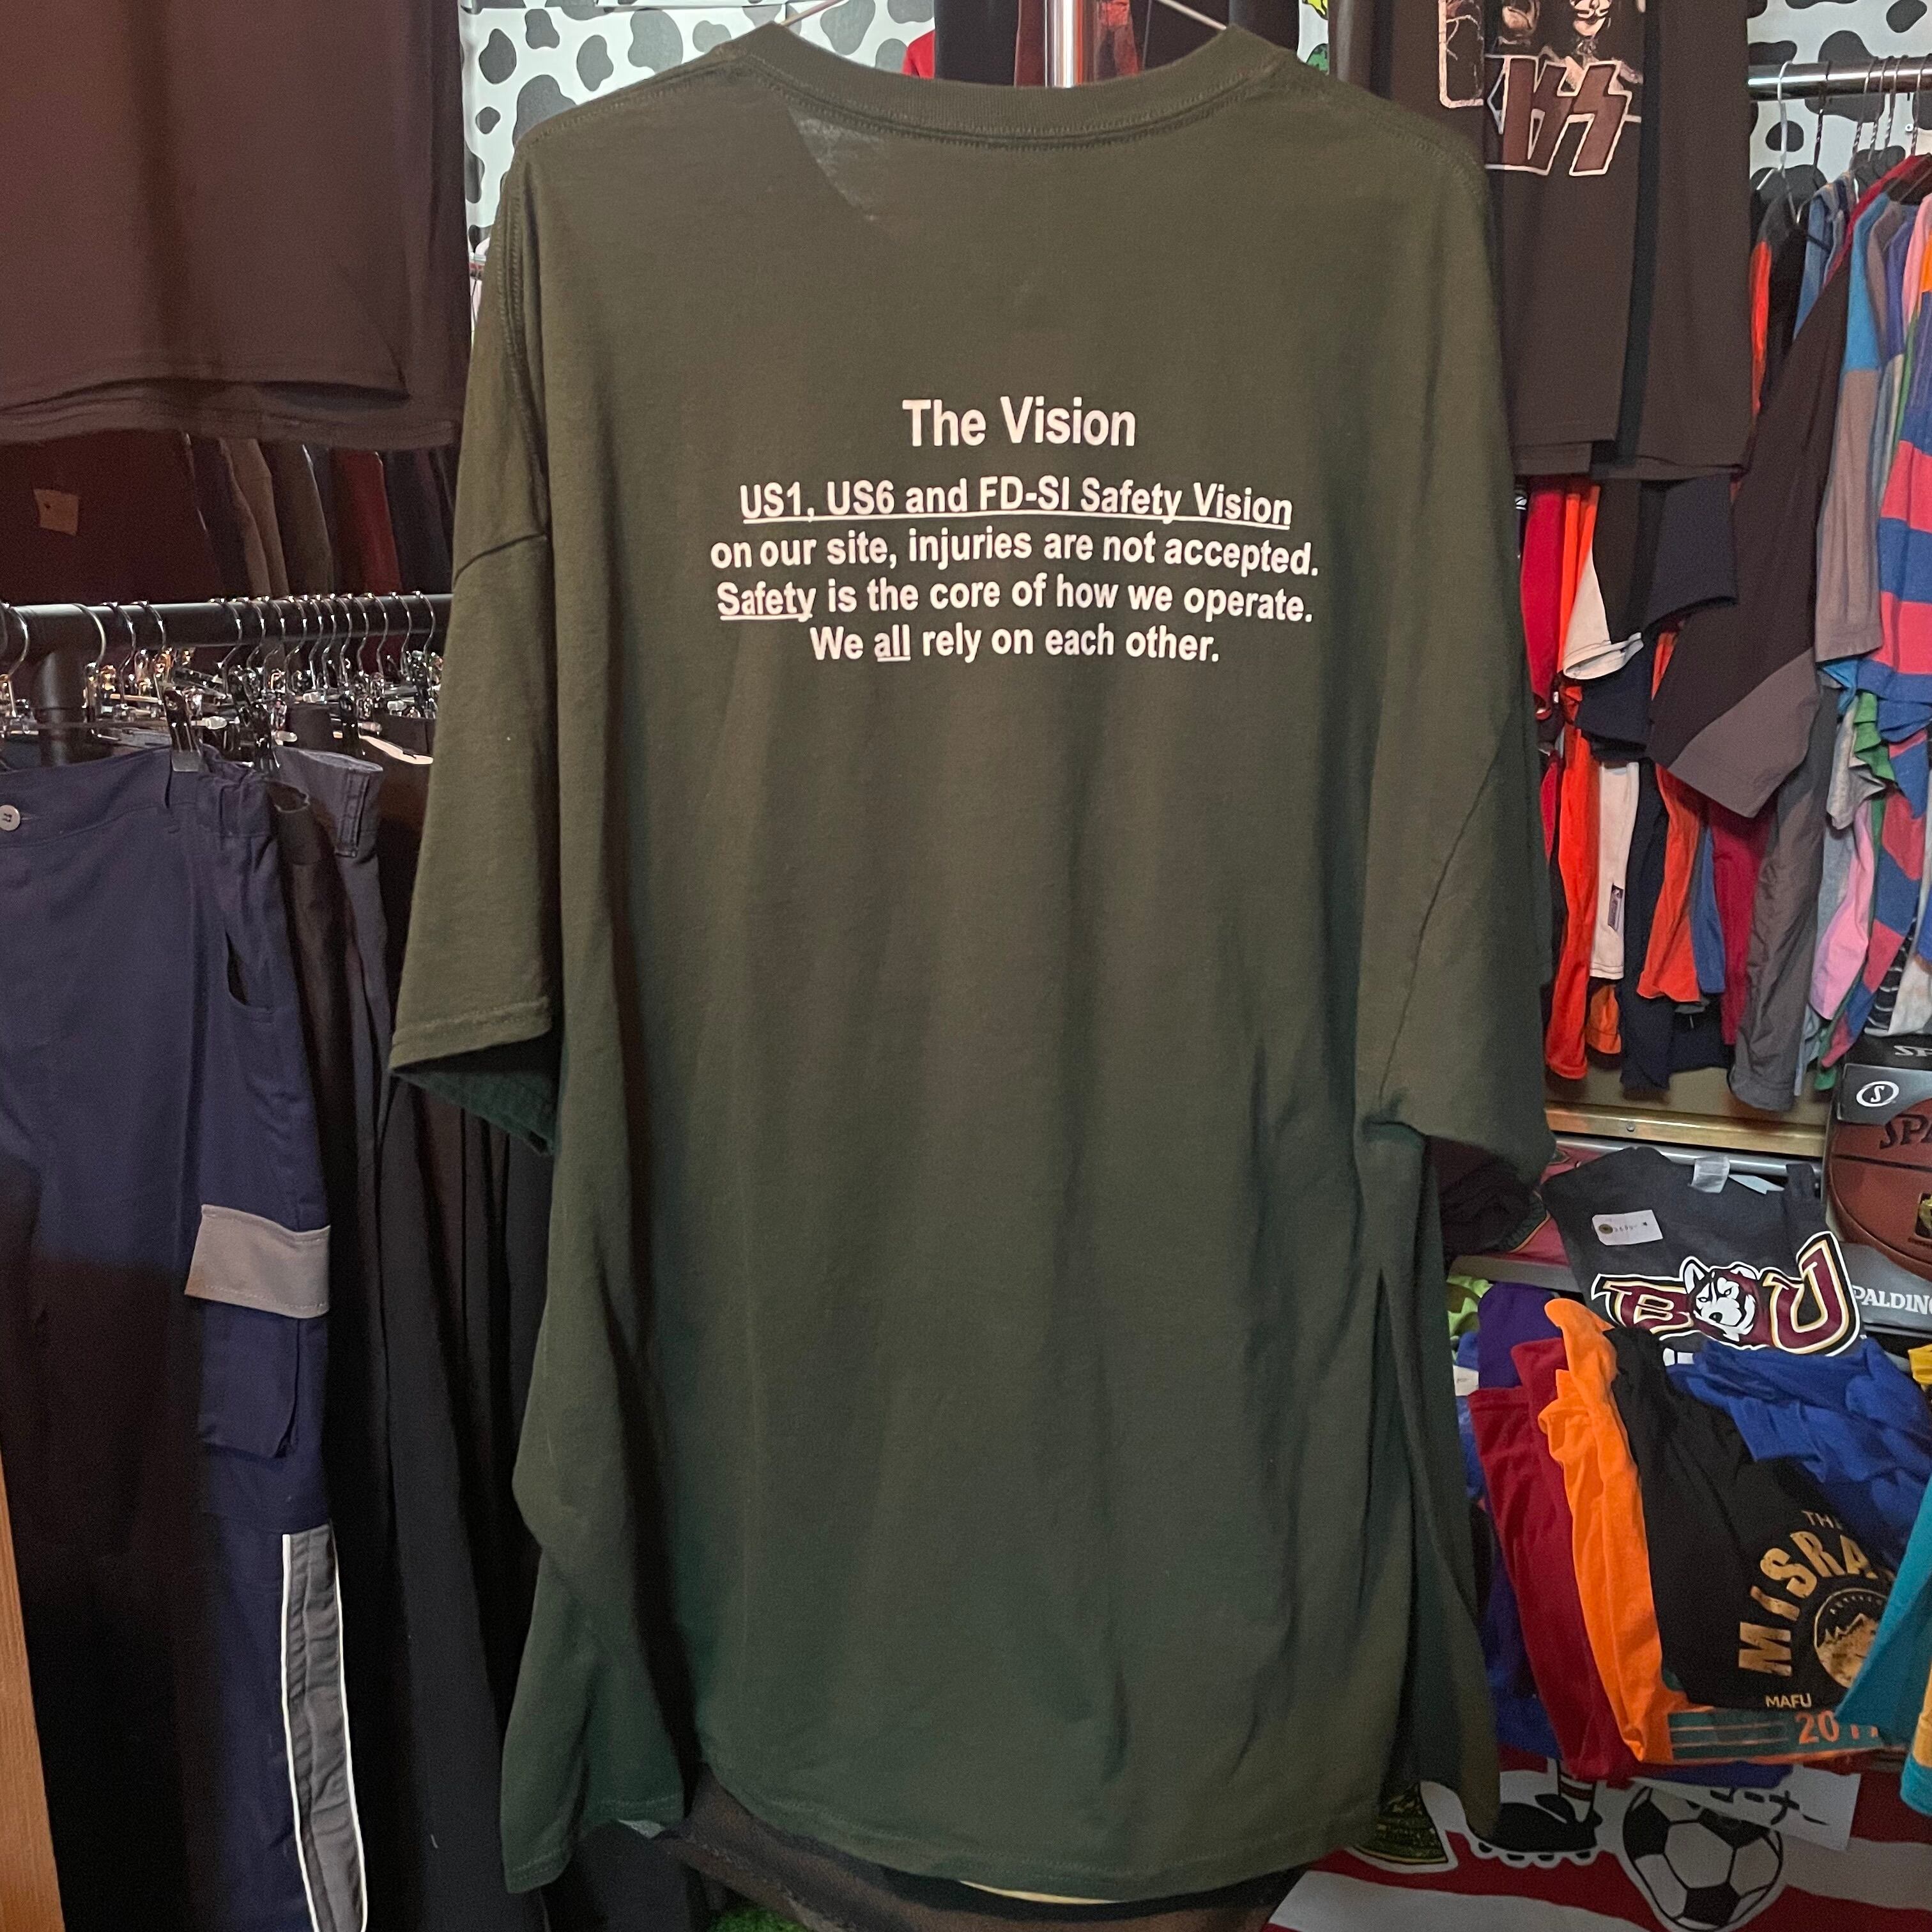 The Vision
US1, US6 and FD-SI Safety Vision
on our site, injuries are not accepted.
Safety is the core of how we operate.
We all rely on each other.
SPALDING
MAFU